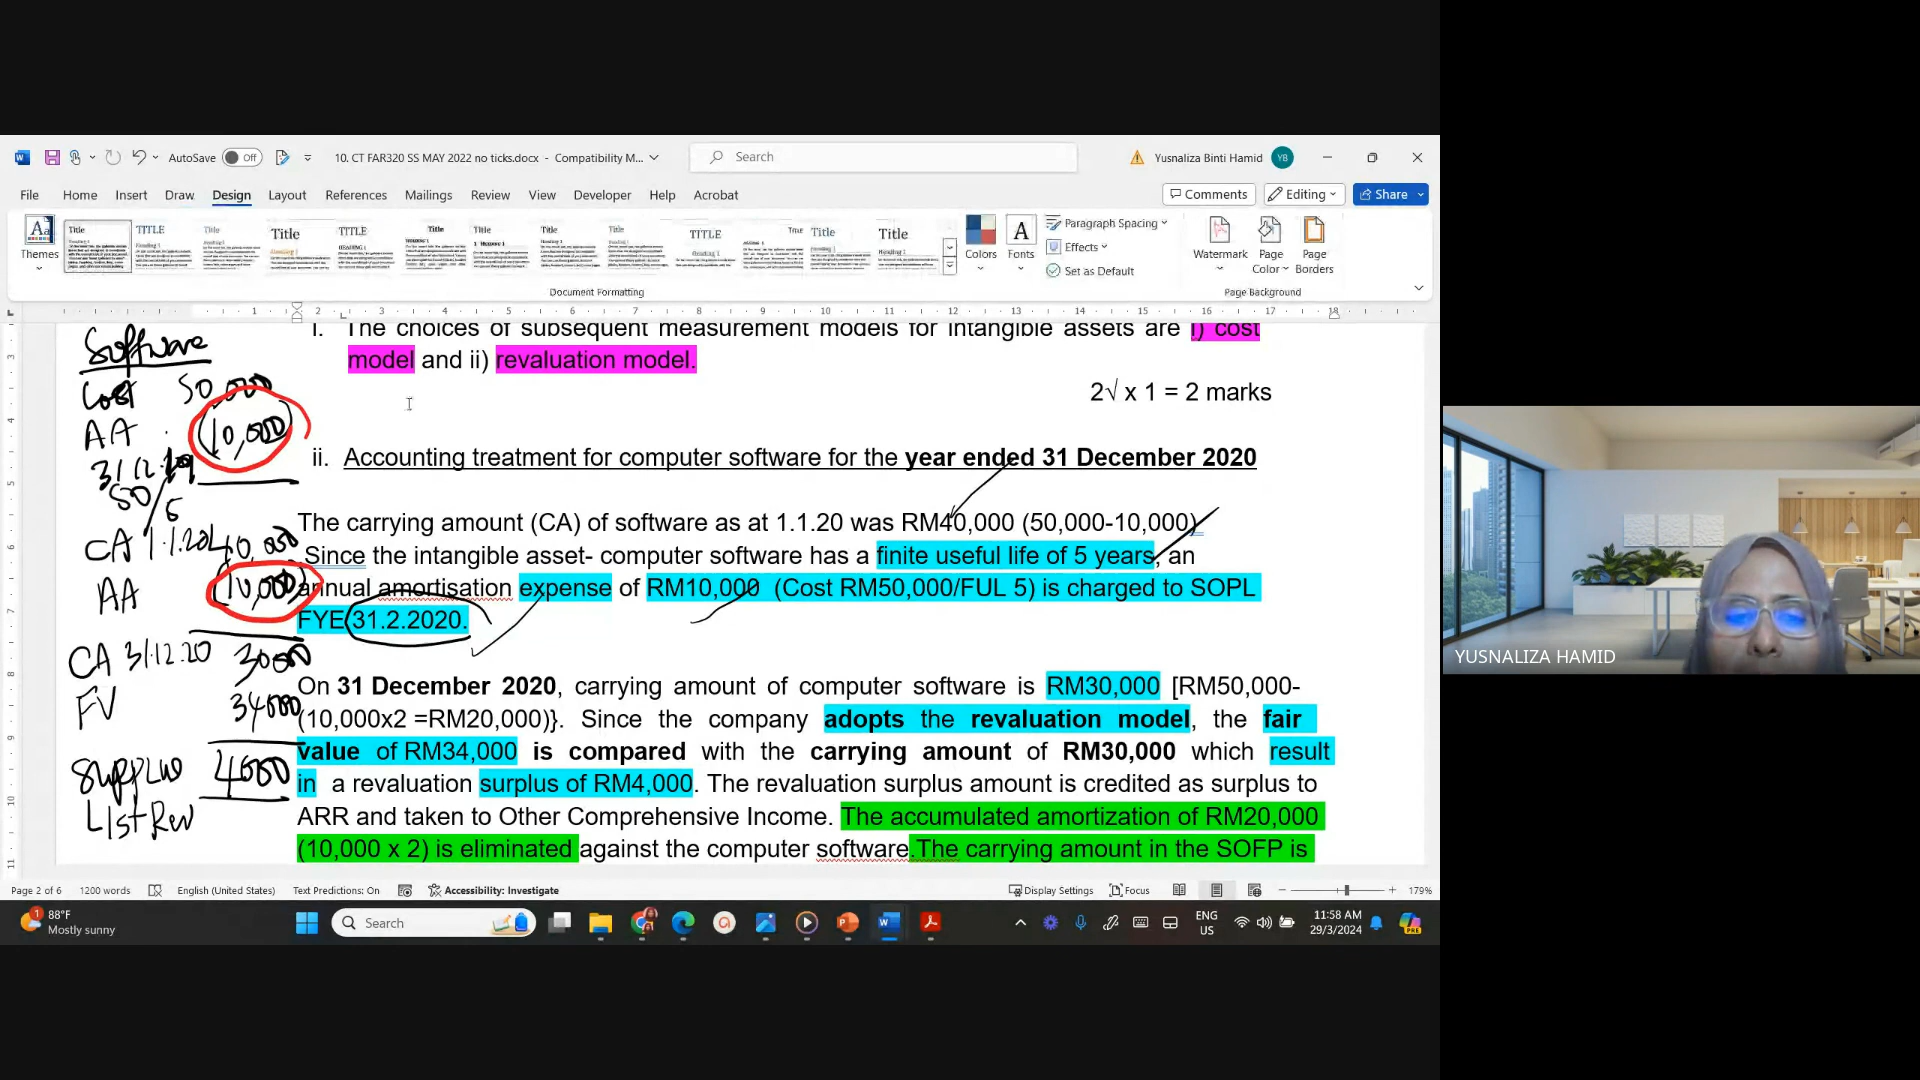 AutoSave Off 10. CT FAR320 SS MAY 2022 no ticks.docx - Compatibility M... Search Yusnaliza Binti Hamid YB
File Home Insert Draw Design Layout References Mailings Review View Developer Help Acrobat Comments Editing Share
Themes Colors Fonts Paragraph Spacing Effects Set as Default Watermark Page Color Page Borders
Document Formatting Page Background
i. The choices of subsequent measurement models for intangible assets are i) cost
model and ii) revaluation model.
2√ x 1 = 2 marks
ii. Accounting treatment for computer software for the year ended 31 December 2020
The carrying amount (CA) of software as at 1.1.20 was RM40,000 (50,000-10,000).
Since the intangible asset- computer software has a finite useful life of 5 years, an
annual amortisation expense of RM10,000 (Cost RM50,000/FUL 5) is charged to SOPL
FYE 31.2.2020.
On 31 December 2020, carrying amount of computer software is RM30,000 [RM50,000-
(10,000x2 =RM20,000)}. Since the company adopts the revaluation model, the fair
value of RM34,000 is compared with the carrying amount of RM30,000 which result
in a revaluation surplus of RM4,000. The revaluation surplus amount is credited as surplus to
ARR and taken to Other Comprehensive Income. The accumulated amortization of RM20,000
(10,000 x 2) is eliminated against the computer software.The carrying amount in the SOFP is
Software
Cost 50,000
AA (10,000)
31.12.19
50/5
CA 1.1.20 40,000
AA (10,000)
CA 31.12.20 30000
FV 34000
Surplus 4000
1st Rev
Page 2 of 6 1200 words English (United States) Text Predictions: On Accessibility: Investigate Display Settings Focus 179%
1 88°F Mostly sunny Search ENG US 11:58 AM 29/3/2024
YUSNALIZA HAMID